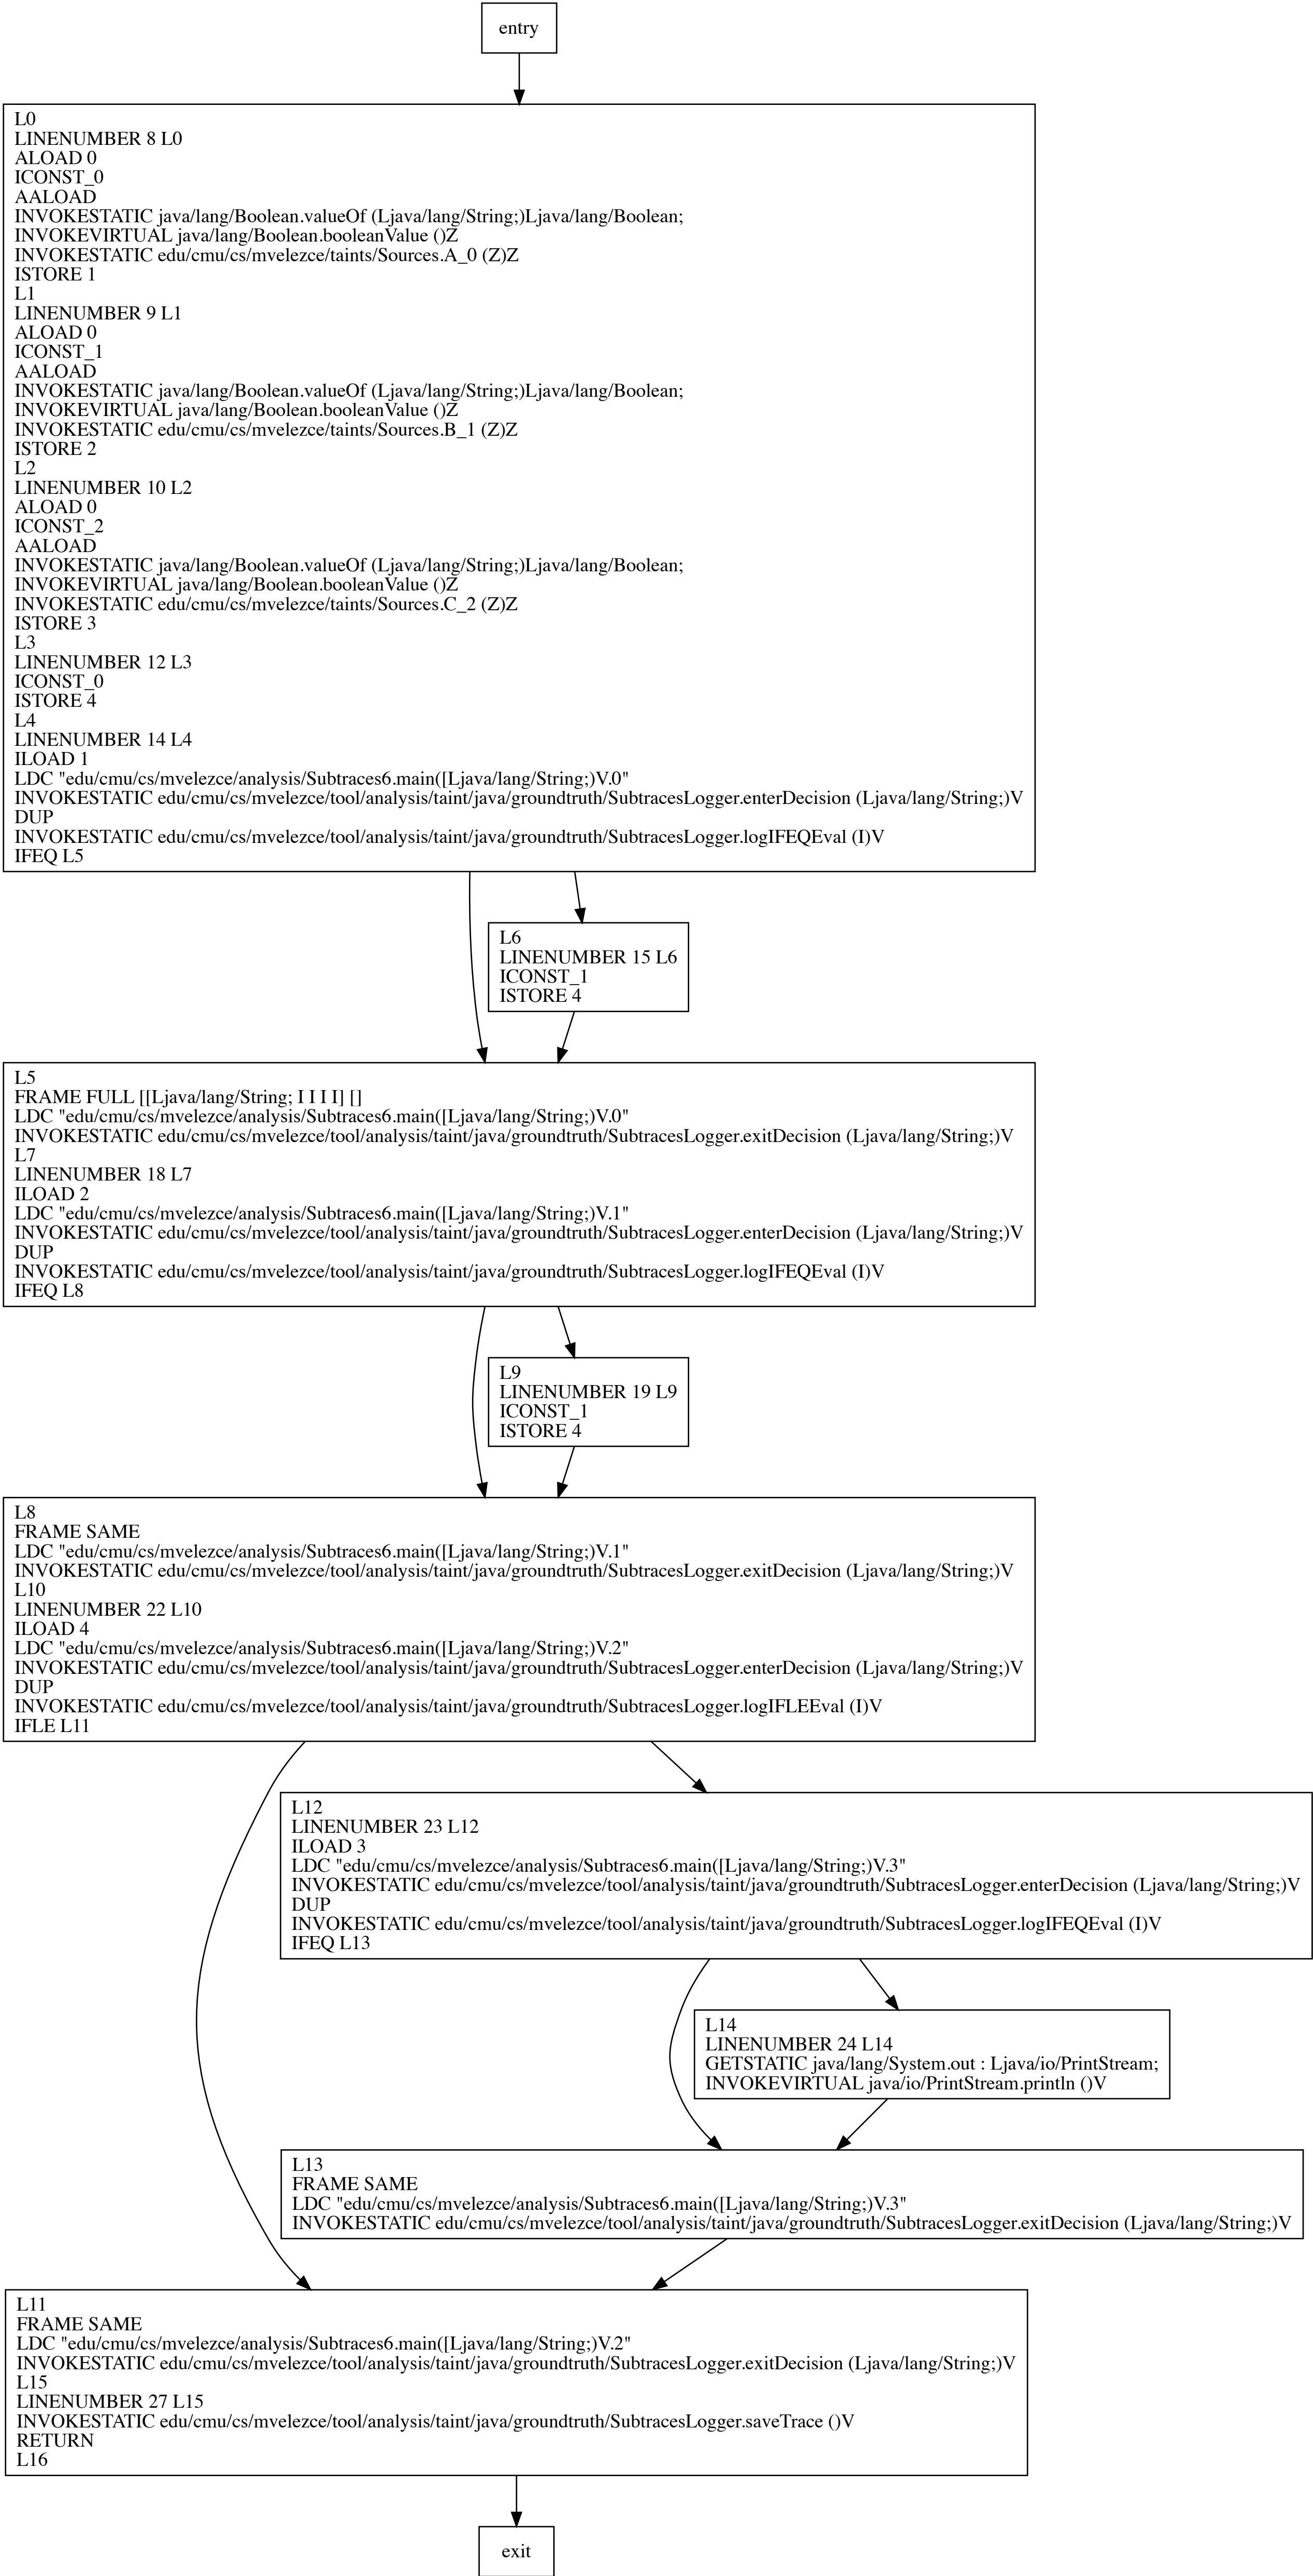 entry
L0
LINENUMBER 8 L0
ALOAD 0
ICONST_0
AALOAD
INVOKESTATIC java/lang/Boolean.valueOf (Ljava/lang/String;)Ljava/lang/Boolean;
INVOKEVIRTUAL java/lang/Boolean.booleanValue ()Z
INVOKESTATIC edu/cmu/cs/mvelezce/taints/Sources.A_0 (Z)Z
ISTORE 1
L1
LINENUMBER 9 L1
ALOAD 0
ICONST_1
AALOAD
INVOKESTATIC java/lang/Boolean.valueOf (Ljava/lang/String;)Ljava/lang/Boolean;
INVOKEVIRTUAL java/lang/Boolean.booleanValue ()Z
INVOKESTATIC edu/cmu/cs/mvelezce/taints/Sources.B_1 (Z)Z
ISTORE 2
L2
LINENUMBER 10 L2
ALOAD 0
ICONST_2
AALOAD
INVOKESTATIC java/lang/Boolean.valueOf (Ljava/lang/String;)Ljava/lang/Boolean;
INVOKEVIRTUAL java/lang/Boolean.booleanValue ()Z
INVOKESTATIC edu/cmu/cs/mvelezce/taints/Sources.C_2 (Z)Z
ISTORE 3
L3
LINENUMBER 12 L3
ICONST_0
ISTORE 4
L4
LINENUMBER 14 L4
ILOAD 1
LDC "edu/cmu/cs/mvelezce/analysis/Subtraces6.main([Ljava/lang/String;)V.0"
INVOKESTATIC edu/cmu/cs/mvelezce/tool/analysis/taint/java/groundtruth/SubtracesLogger.enterDecision (Ljava/lang/String;)V
DUP
INVOKESTATIC edu/cmu/cs/mvelezce/tool/analysis/taint/java/groundtruth/SubtracesLogger.logIFEQEval (I)V
IFEQ L5
L6
LINENUMBER 15 L6
ICONST_1
ISTORE 4
L5
FRAME FULL [[Ljava/lang/String; I I I I] []
LDC "edu/cmu/cs/mvelezce/analysis/Subtraces6.main([Ljava/lang/String;)V.0"
INVOKESTATIC edu/cmu/cs/mvelezce/tool/analysis/taint/java/groundtruth/SubtracesLogger.exitDecision (Ljava/lang/String;)V
L7
LINENUMBER 18 L7
ILOAD 2
LDC "edu/cmu/cs/mvelezce/analysis/Subtraces6.main([Ljava/lang/String;)V.1"
INVOKESTATIC edu/cmu/cs/mvelezce/tool/analysis/taint/java/groundtruth/SubtracesLogger.enterDecision (Ljava/lang/String;)V
DUP
INVOKESTATIC edu/cmu/cs/mvelezce/tool/analysis/taint/java/groundtruth/SubtracesLogger.logIFEQEval (I)V
IFEQ L8
L9
LINENUMBER 19 L9
ICONST_1
ISTORE 4
L8
FRAME SAME
LDC "edu/cmu/cs/mvelezce/analysis/Subtraces6.main([Ljava/lang/String;)V.1"
INVOKESTATIC edu/cmu/cs/mvelezce/tool/analysis/taint/java/groundtruth/SubtracesLogger.exitDecision (Ljava/lang/String;)V
L10
LINENUMBER 22 L10
ILOAD 4
LDC "edu/cmu/cs/mvelezce/analysis/Subtraces6.main([Ljava/lang/String;)V.2"
INVOKESTATIC edu/cmu/cs/mvelezce/tool/analysis/taint/java/groundtruth/SubtracesLogger.enterDecision (Ljava/lang/String;)V
DUP
INVOKESTATIC edu/cmu/cs/mvelezce/tool/analysis/taint/java/groundtruth/SubtracesLogger.logIFLEEval (I)V
IFLE L11
L12
LINENUMBER 23 L12
ILOAD 3
LDC "edu/cmu/cs/mvelezce/analysis/Subtraces6.main([Ljava/lang/String;)V.3"
INVOKESTATIC edu/cmu/cs/mvelezce/tool/analysis/taint/java/groundtruth/SubtracesLogger.enterDecision (Ljava/lang/String;)V
DUP
INVOKESTATIC edu/cmu/cs/mvelezce/tool/analysis/taint/java/groundtruth/SubtracesLogger.logIFEQEval (I)V
IFEQ L13
L14
LINENUMBER 24 L14
GETSTATIC java/lang/System.out : Ljava/io/PrintStream;
INVOKEVIRTUAL java/io/PrintStream.println ()V
L13
FRAME SAME
LDC "edu/cmu/cs/mvelezce/analysis/Subtraces6.main([Ljava/lang/String;)V.3"
INVOKESTATIC edu/cmu/cs/mvelezce/tool/analysis/taint/java/groundtruth/SubtracesLogger.exitDecision (Ljava/lang/String;)V
L11
FRAME SAME
LDC "edu/cmu/cs/mvelezce/analysis/Subtraces6.main([Ljava/lang/String;)V.2"
INVOKESTATIC edu/cmu/cs/mvelezce/tool/analysis/taint/java/groundtruth/SubtracesLogger.exitDecision (Ljava/lang/String;)V
L15
LINENUMBER 27 L15
INVOKESTATIC edu/cmu/cs/mvelezce/tool/analysis/taint/java/groundtruth/SubtracesLogger.saveTrace ()V
RETURN
L16
exit